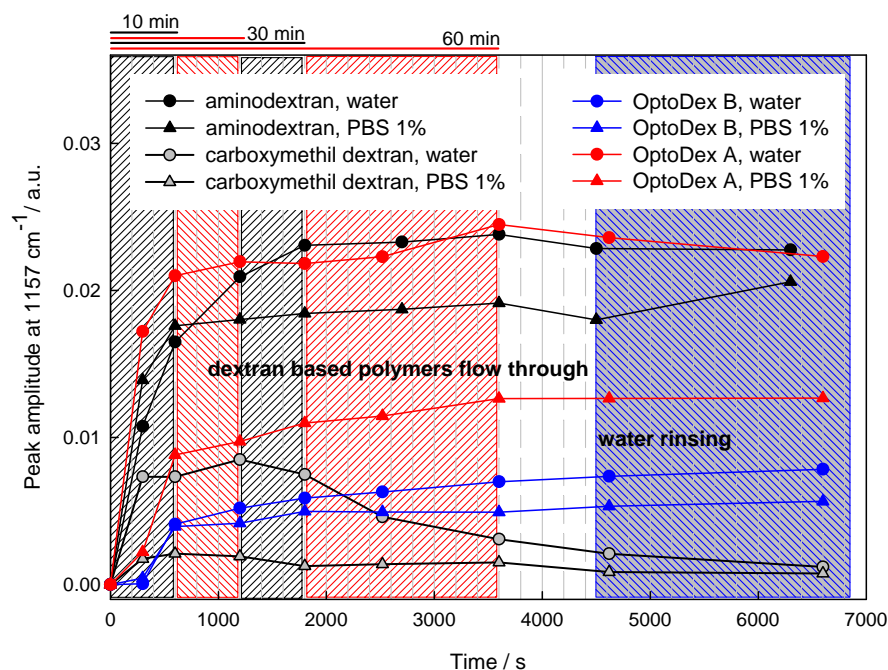 10 min
30 min
60 min
aminodextran, water
aminodextran, PBS 1%
carboxymethil dextran, water
carboxymethil dextran, PBS 1%
OptoDex B, water
OptoDex B, PBS 1%
OptoDex A, water
OptoDex A, PBS 1%
Peak amplitude at 1157 cm⁻¹/ a.u.
0.03
0.02
0.01
0.00
dextran based polymers flow through
water rinsing
0 1000 2000 3000 4000 5000 6000 7000
Time / s